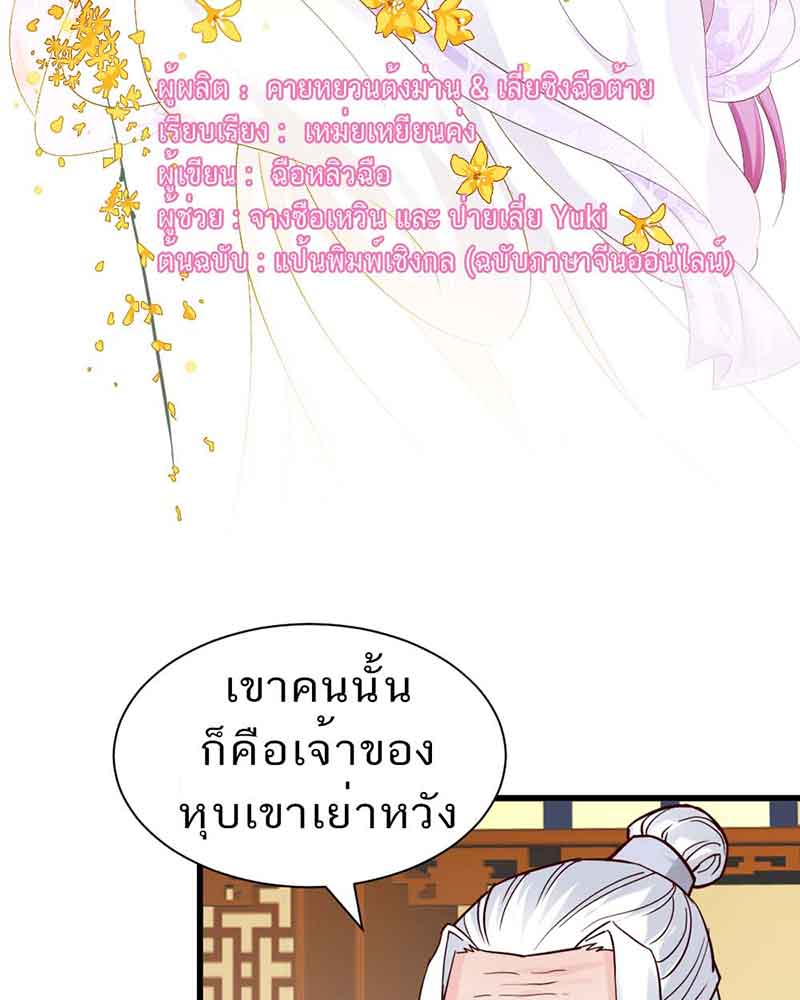 ผู้ผลิต : คายหยวนต้งม่าน & เลี่ยซิงฉือต้าย
เรียบเรียง : เหม่ยเหยียนค่ง
ผู้เขียน : ฉือหลิวฉือ
ผู้ช่วย : จางซือเหวิน และ ป่ายเลี่ย Yuki
ต้นฉบับ : แป้นพิมพ์เชิงกล (ฉบับภาษาจีนออนไลน์)
เขาคนนั้น
ก็คือเจ้าของ
หุบเขาเย่าหวัง